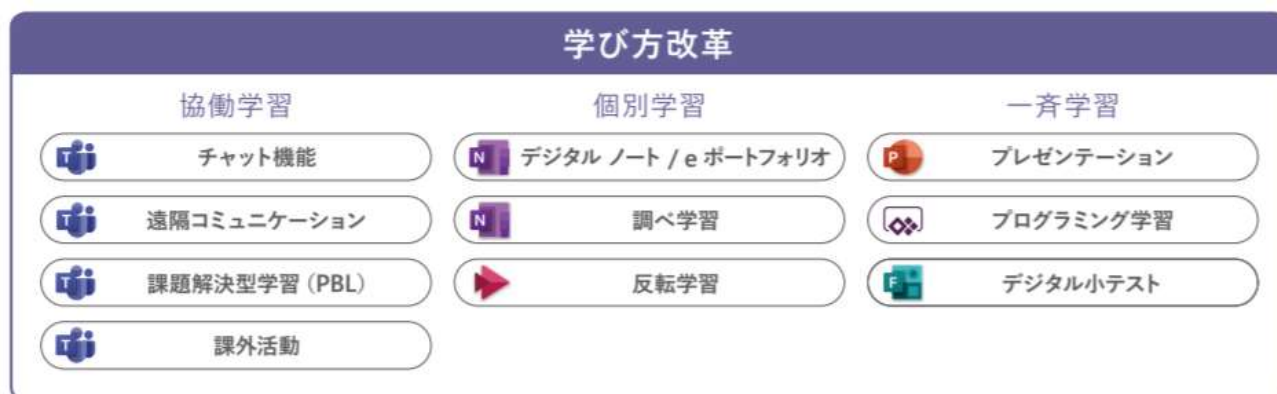 学び方改革
協働学習
チャット機能
遠隔コミュニケーション
課題解決型学習(PBL)
課外活動
個別学習
デジタル ノート / e ポートフォリオ
調べ学習
反転学習
一斉学習
プレゼンテーション
プログラミング学習
デジタル小テスト